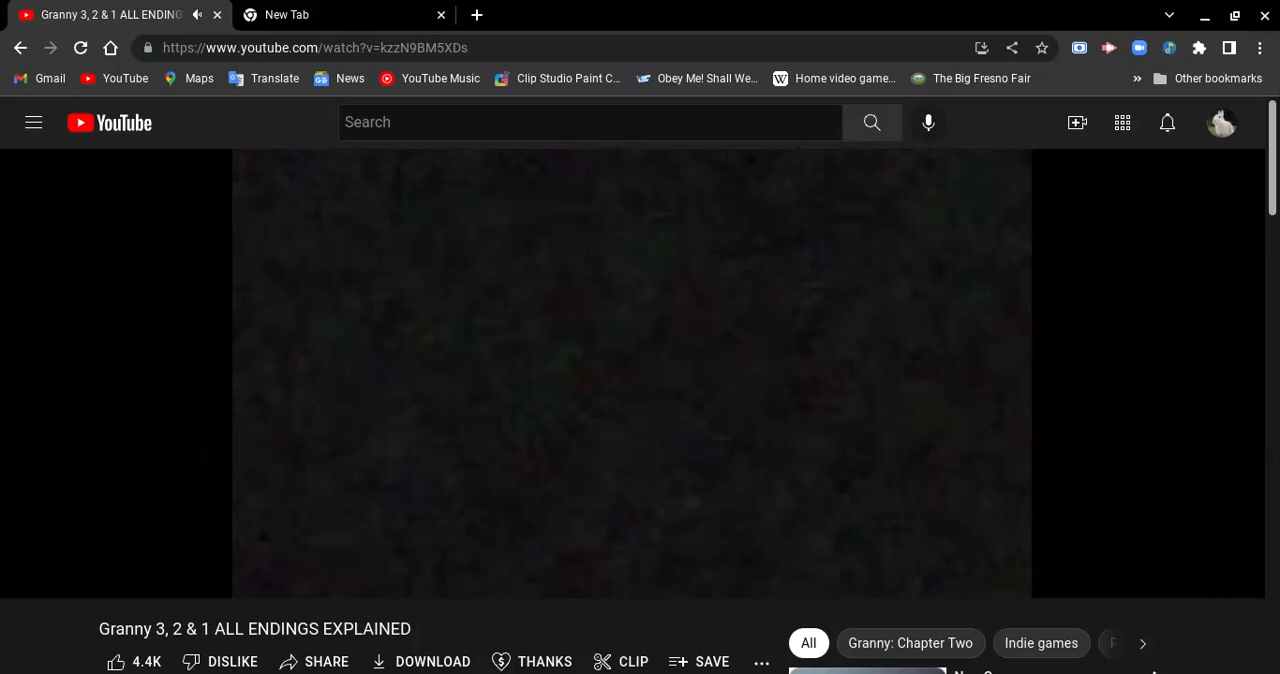 Granny 3, 2 & 1 ALL ENDING
New Tab
https://www.youtube.com/watch?v=kzzN9BM5XDs
Gmail YouTube Maps Translate News YouTube Music Clip Studio Paint C... Obey Me! Shall We... Home video game... The Big Fresno Fair » Other bookmarks
YouTube Search
Granny 3, 2 & 1 ALL ENDINGS EXPLAINED
All Granny: Chapter Two Indie games
4.4K DISLIKE SHARE DOWNLOAD THANKS CLIP SAVE ...